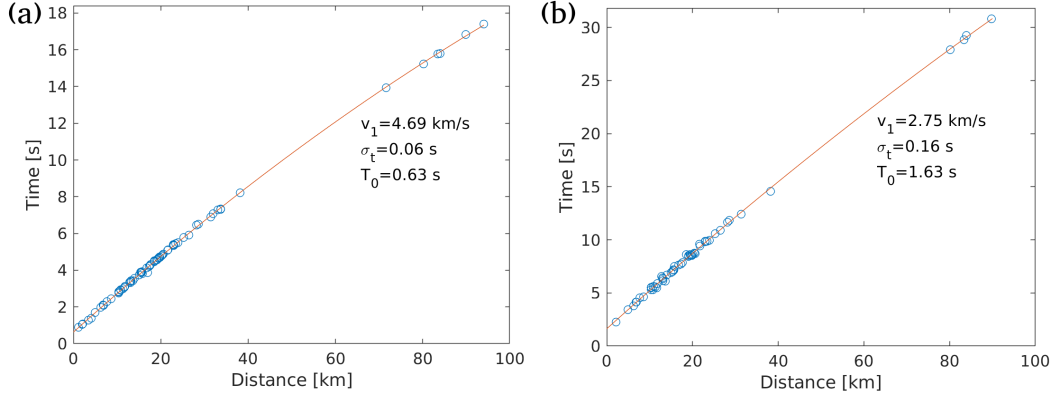 (a)
18
16
14
12
10
8
6
4
2
0
Time [s]
v1=4.69 km/s
σt=0.06 s
T0=0.63 s
0 20 40 60 80 100
Distance [km]
(b)
30
25
20
15
10
5
0
Time [s]
v1=2.75 km/s
σt=0.16 s
T0=1.63 s
0 20 40 60 80 100
Distance [km]